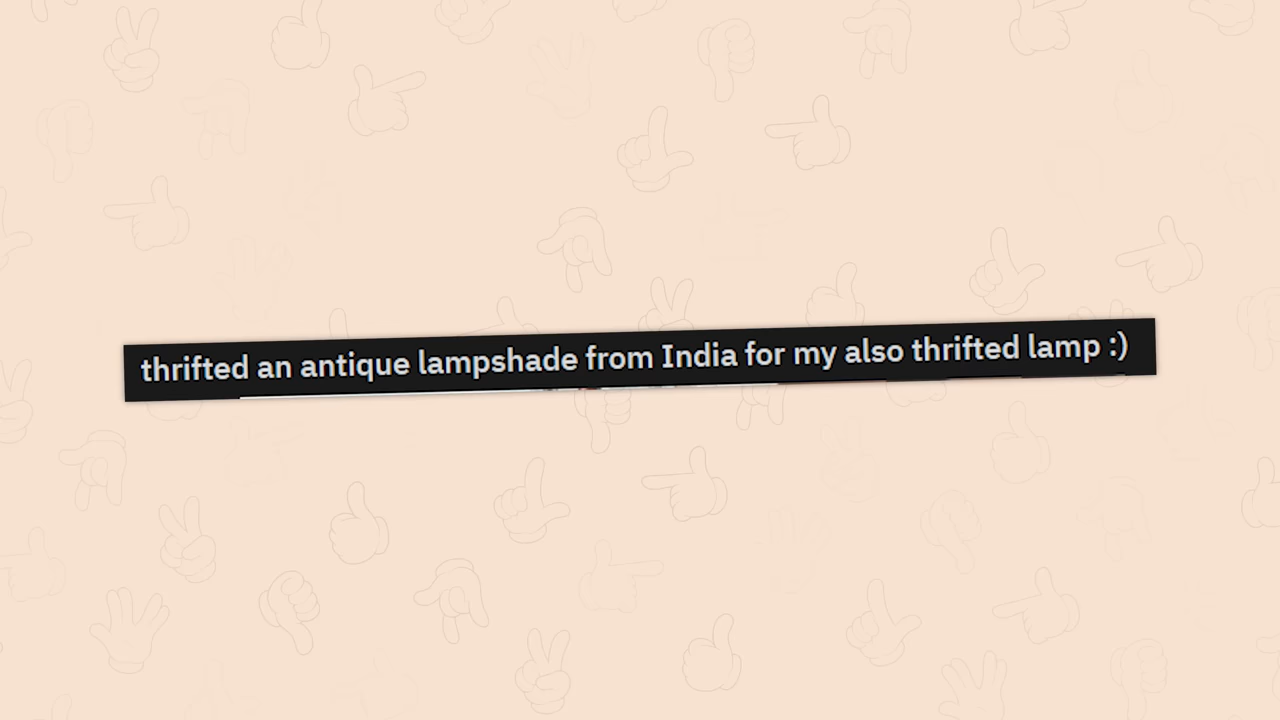 thrifted an antique lampshade from India for my also thrifted lamp :)